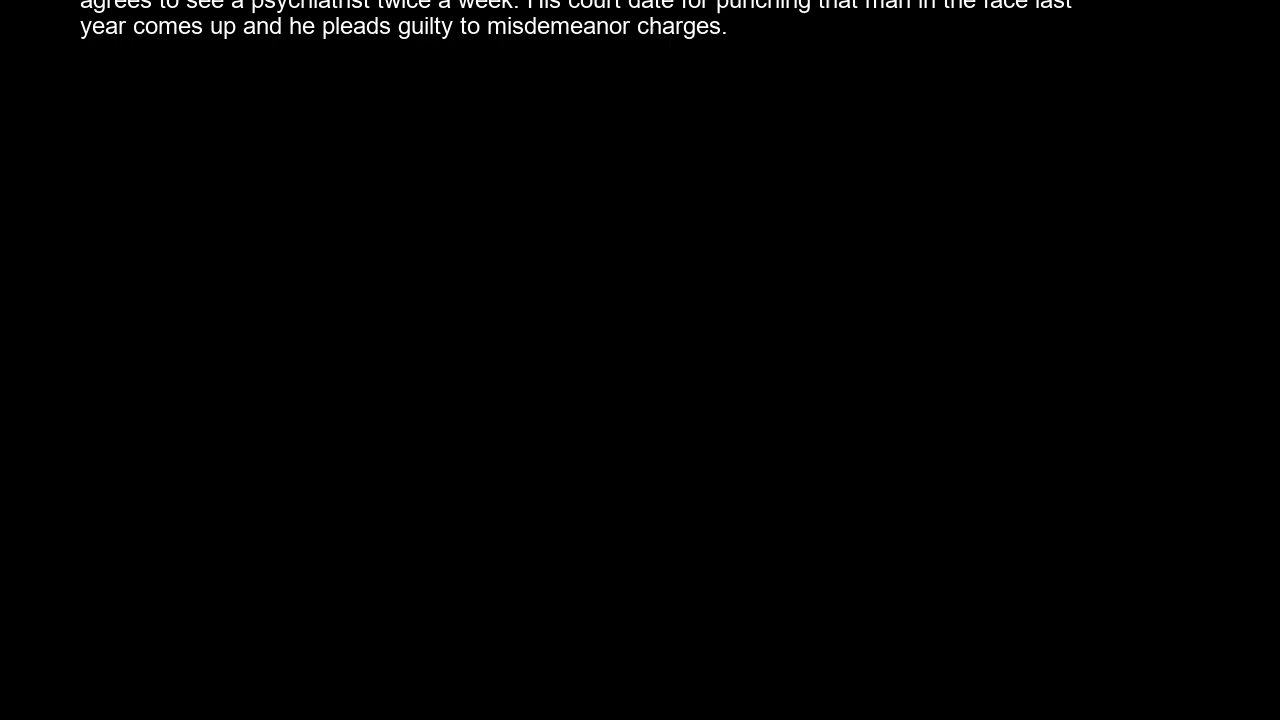 agrees to see a psychiatrist twice a week. His court date for punching that man in the face last
year comes up and he pleads guilty to misdemeanor charges.